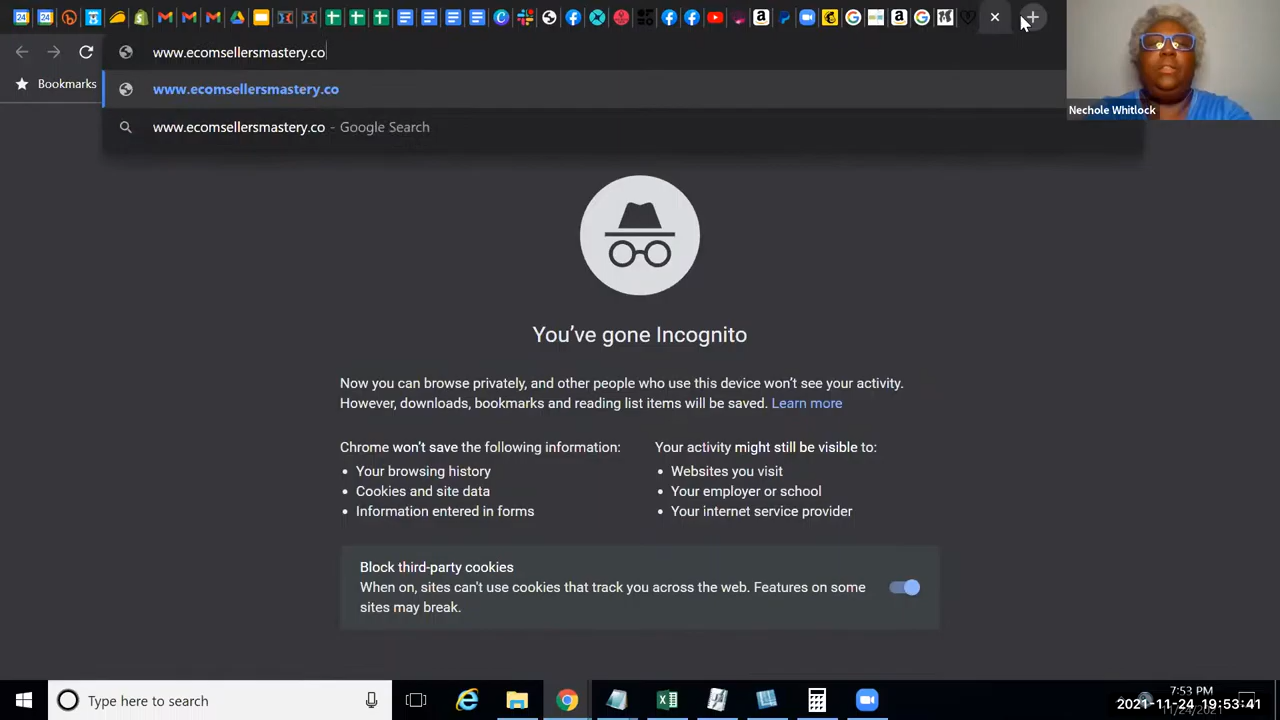 www.ecomsellersmastery.co
Bookmarks
www.ecomsellersmastery.co
www.ecomsellersmastery.co - Google Search
Nechole Whitlock
You've gone Incognito
Now you can browse privately, and other people who use this device won't see your activity.
However, downloads, bookmarks and reading list items will be saved. Learn more
Chrome won't save the following information:
• Your browsing history
• Cookies and site data
• Information entered in forms
Your activity might still be visible to:
• Websites you visit
• Your employer or school
• Your internet service provider
Block third-party cookies
When on, sites can't use cookies that track you across the web. Features on some
sites may break.
Type here to search
7:53 PM
2021-11-24 19:53:41
11/24/2021